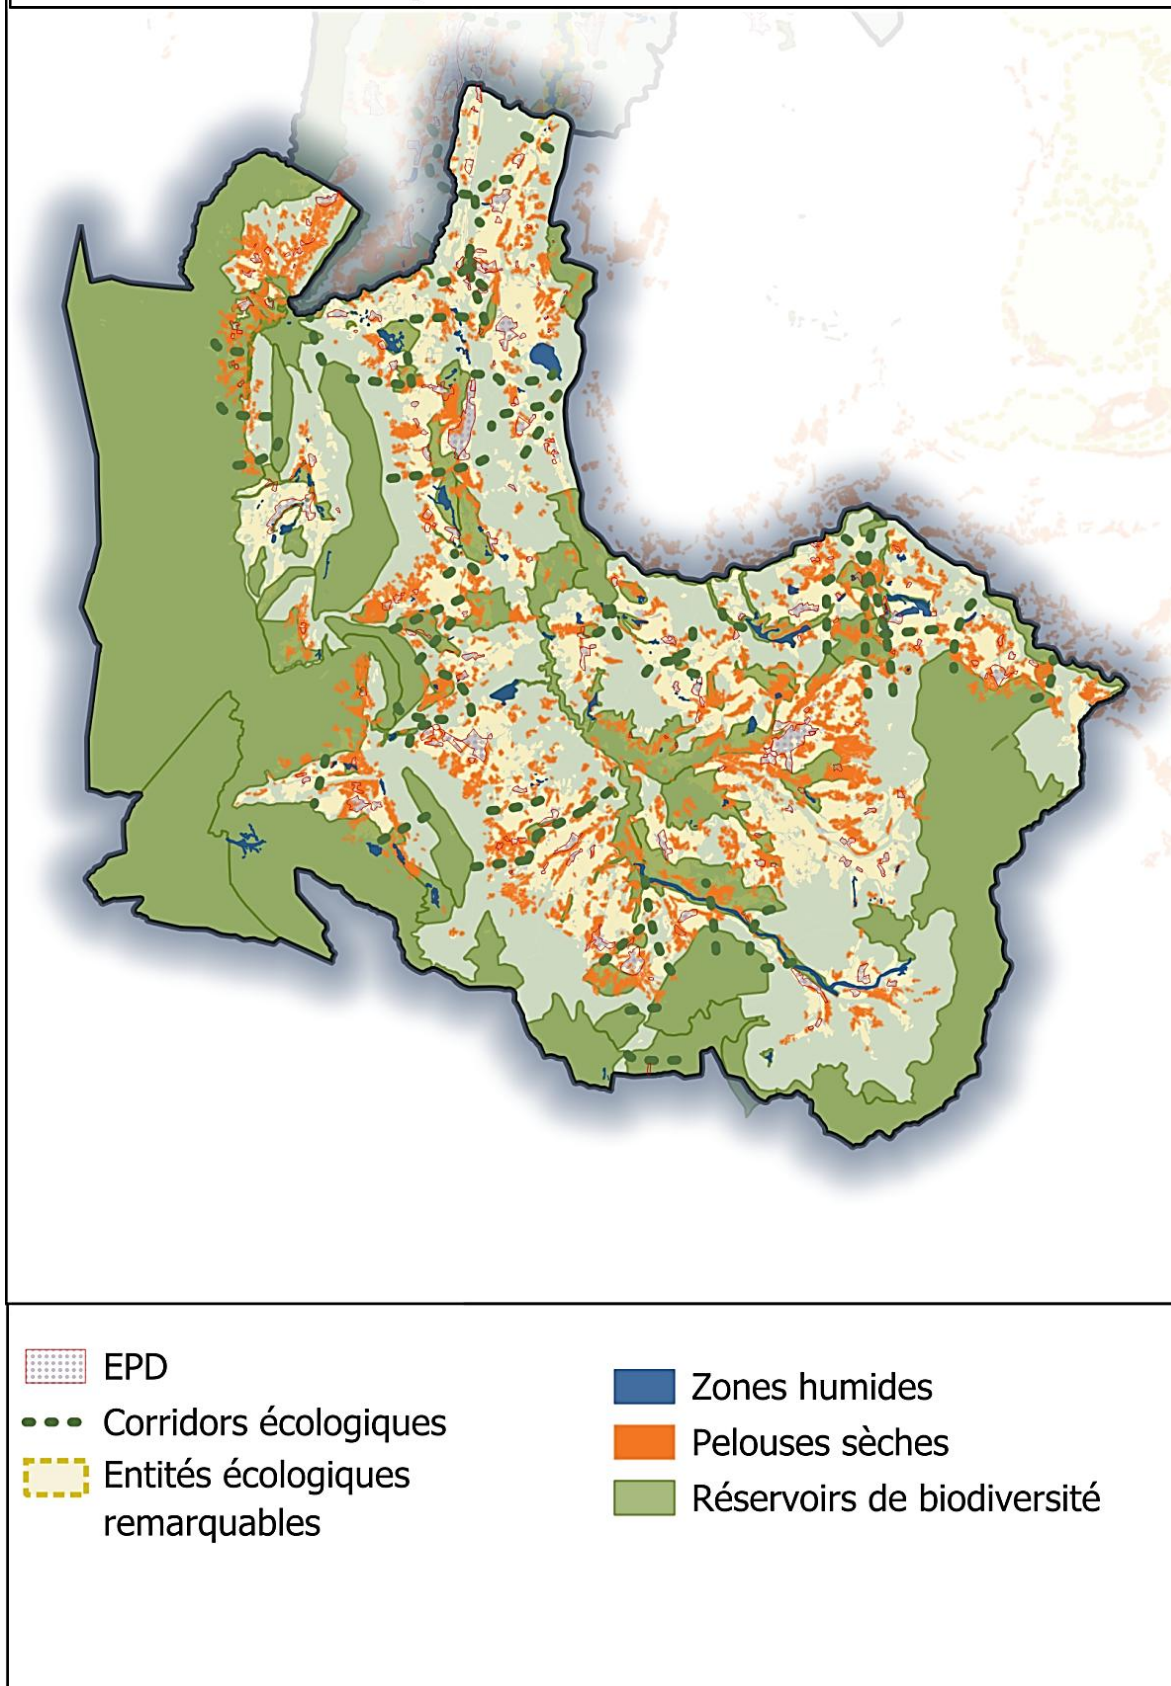 EPD
Corridors écologiques
Entités écologiques
remarquables
Zones humides
Pelouses sèches
Réservoirs de biodiversité